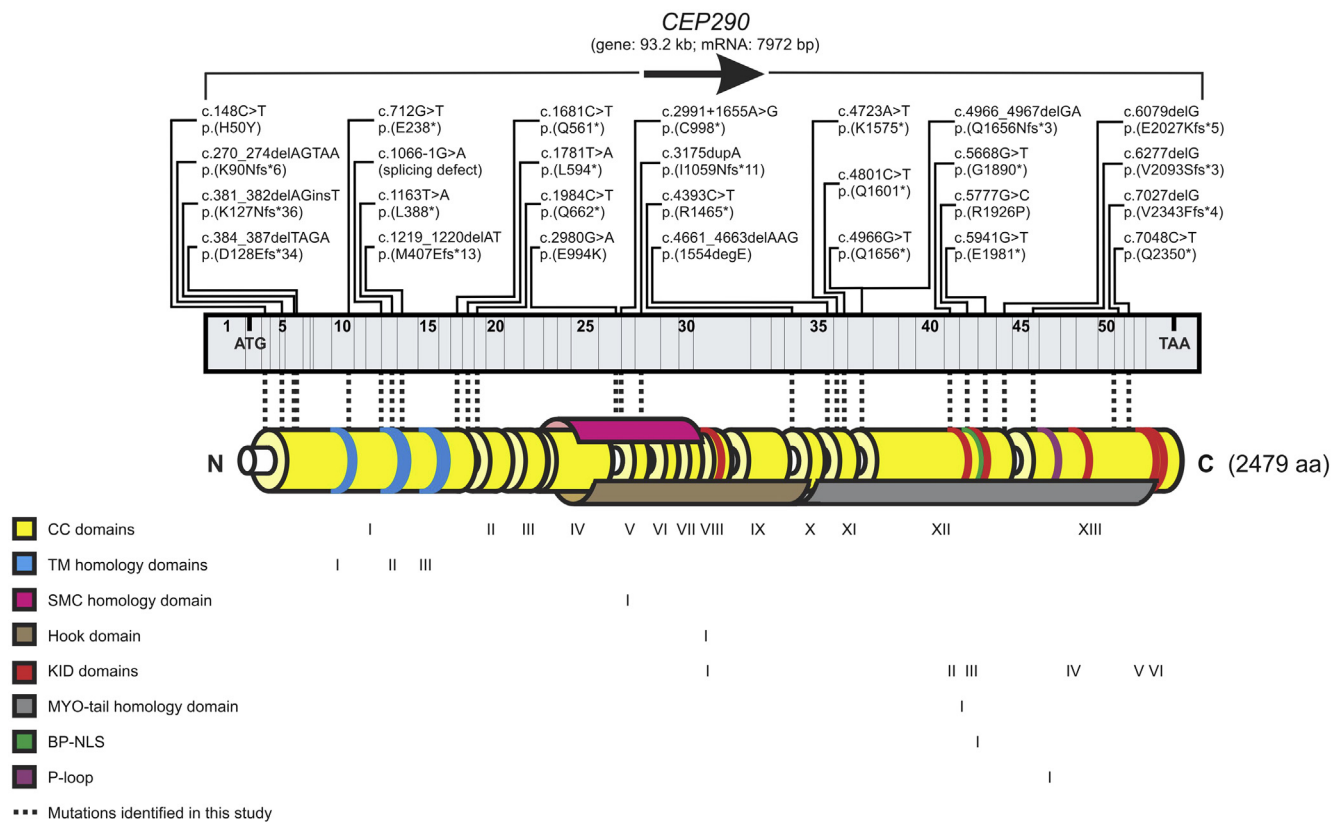 CEP290
(gene: 93.2 kb; mRNA: 7972 bp)
c.148C>T
p.(H50Y)
c.270_274delAGTAA
p.(K90Nfs*6)
c.381_382delAGinsT
p.(K127Nfs*36)
c.384_387delTAGA
p.(D128Efs*34)
c.712G>T
p.(E238*)
c.1066-1G>A
(splicing defect)
c.1163T>A
p.(L388*)
c.1219_1220delAT
p.(M407Efs*13)
c.1681C>T
p.(Q561*)
c.1781T>A
p.(L594*)
c.1984C>T
p.(Q662*)
c.2980G>A
p.(E994K)
c.2991+1655A>G
p.(C998*)
c.3175dupA
p.(I1059Nfs*11)
c.4393C>T
p.(R1465*)
c.4661_4663delAAG
p.(1554degE)
c.4723A>T
p.(K1575*)
c.4801C>T
p.(Q1601*)
c.4966G>T
p.(Q1656*)
c.4966_4967delGA
p.(Q1656Nfs*3)
c.5668G>T
p.(G1890*)
c.5777G>C
p.(R1926P)
c.5941G>T
p.(E1981*)
c.6079delG
p.(E2027Kfs*5)
c.6277delG
p.(V2093Sfs*3)
c.7027delG
p.(V2343Ffs*4)
c.7048C>T
p.(Q2350*)
1 5 10 15 20 25 30 35 40 45 50
ATG TAA
N C (2479 aa)
CC domains I II III IV V VI VII VIII IX X XI XII XIII
TM homology domains I II III
SMC homology domain I
Hook domain I
KID domains I II III IV V VI
MYO-tail homology domain I
BP-NLS I
P-loop I
Mutations identified in this study